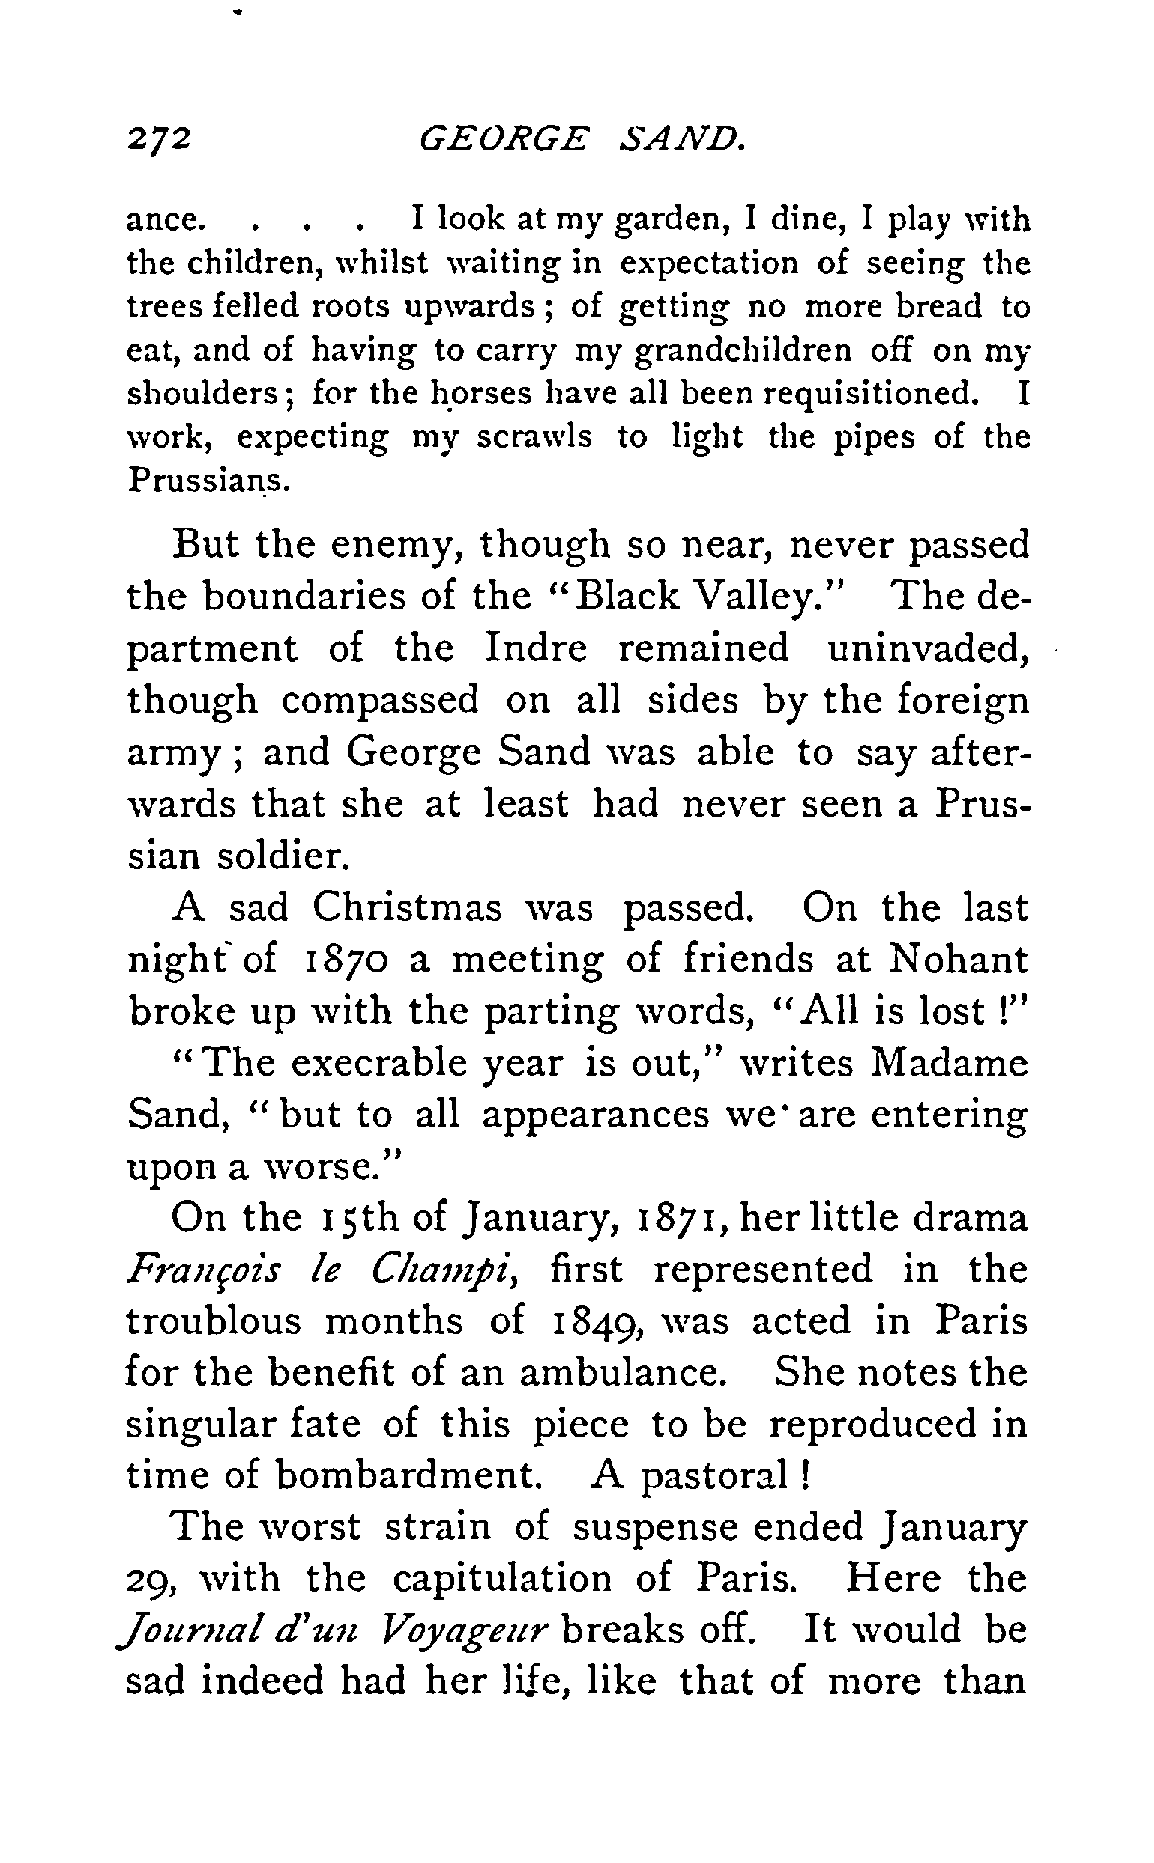 272 GEORGE SAND.
ance. . . . I look at my garden, I dine, I play with
the children, whilst waiting in expectation of seeing the
trees felled roots upwards ; of getting no more bread to
eat, and of having to carry my grandchildren off on my
shoulders ; for the horses have all been requisitioned. I
work, expecting my scrawls to light the pipes of the
Prussians.
But the enemy, though so near, never passed
the boundaries of the "Black Valley." The de-
partment of the Indre remained uninvaded,
though compassed on all sides by the foreign
army ; and George Sand was able to say after-
wards that she at least had never seen a Prus-
sian soldier.
A sad Christmas was passed. On the last
night of 1870 a meeting of friends at Nohant
broke up with the parting words, "All is lost !"
"The execrable year is out," writes Madame
Sand, "but to all appearances we are entering
upon a worse."
On the 15th of January, 1871, her little drama
François le Champi, first represented in the
troublous months of 1849, was acted in Paris
for the benefit of an ambulance. She notes the
singular fate of this piece to be reproduced in
time of bombardment. A pastoral !
The worst strain of suspense ended January
29, with the capitulation of Paris. Here the
Journal d'un Voyageur breaks off. It would be
sad indeed had her life, like that of more than